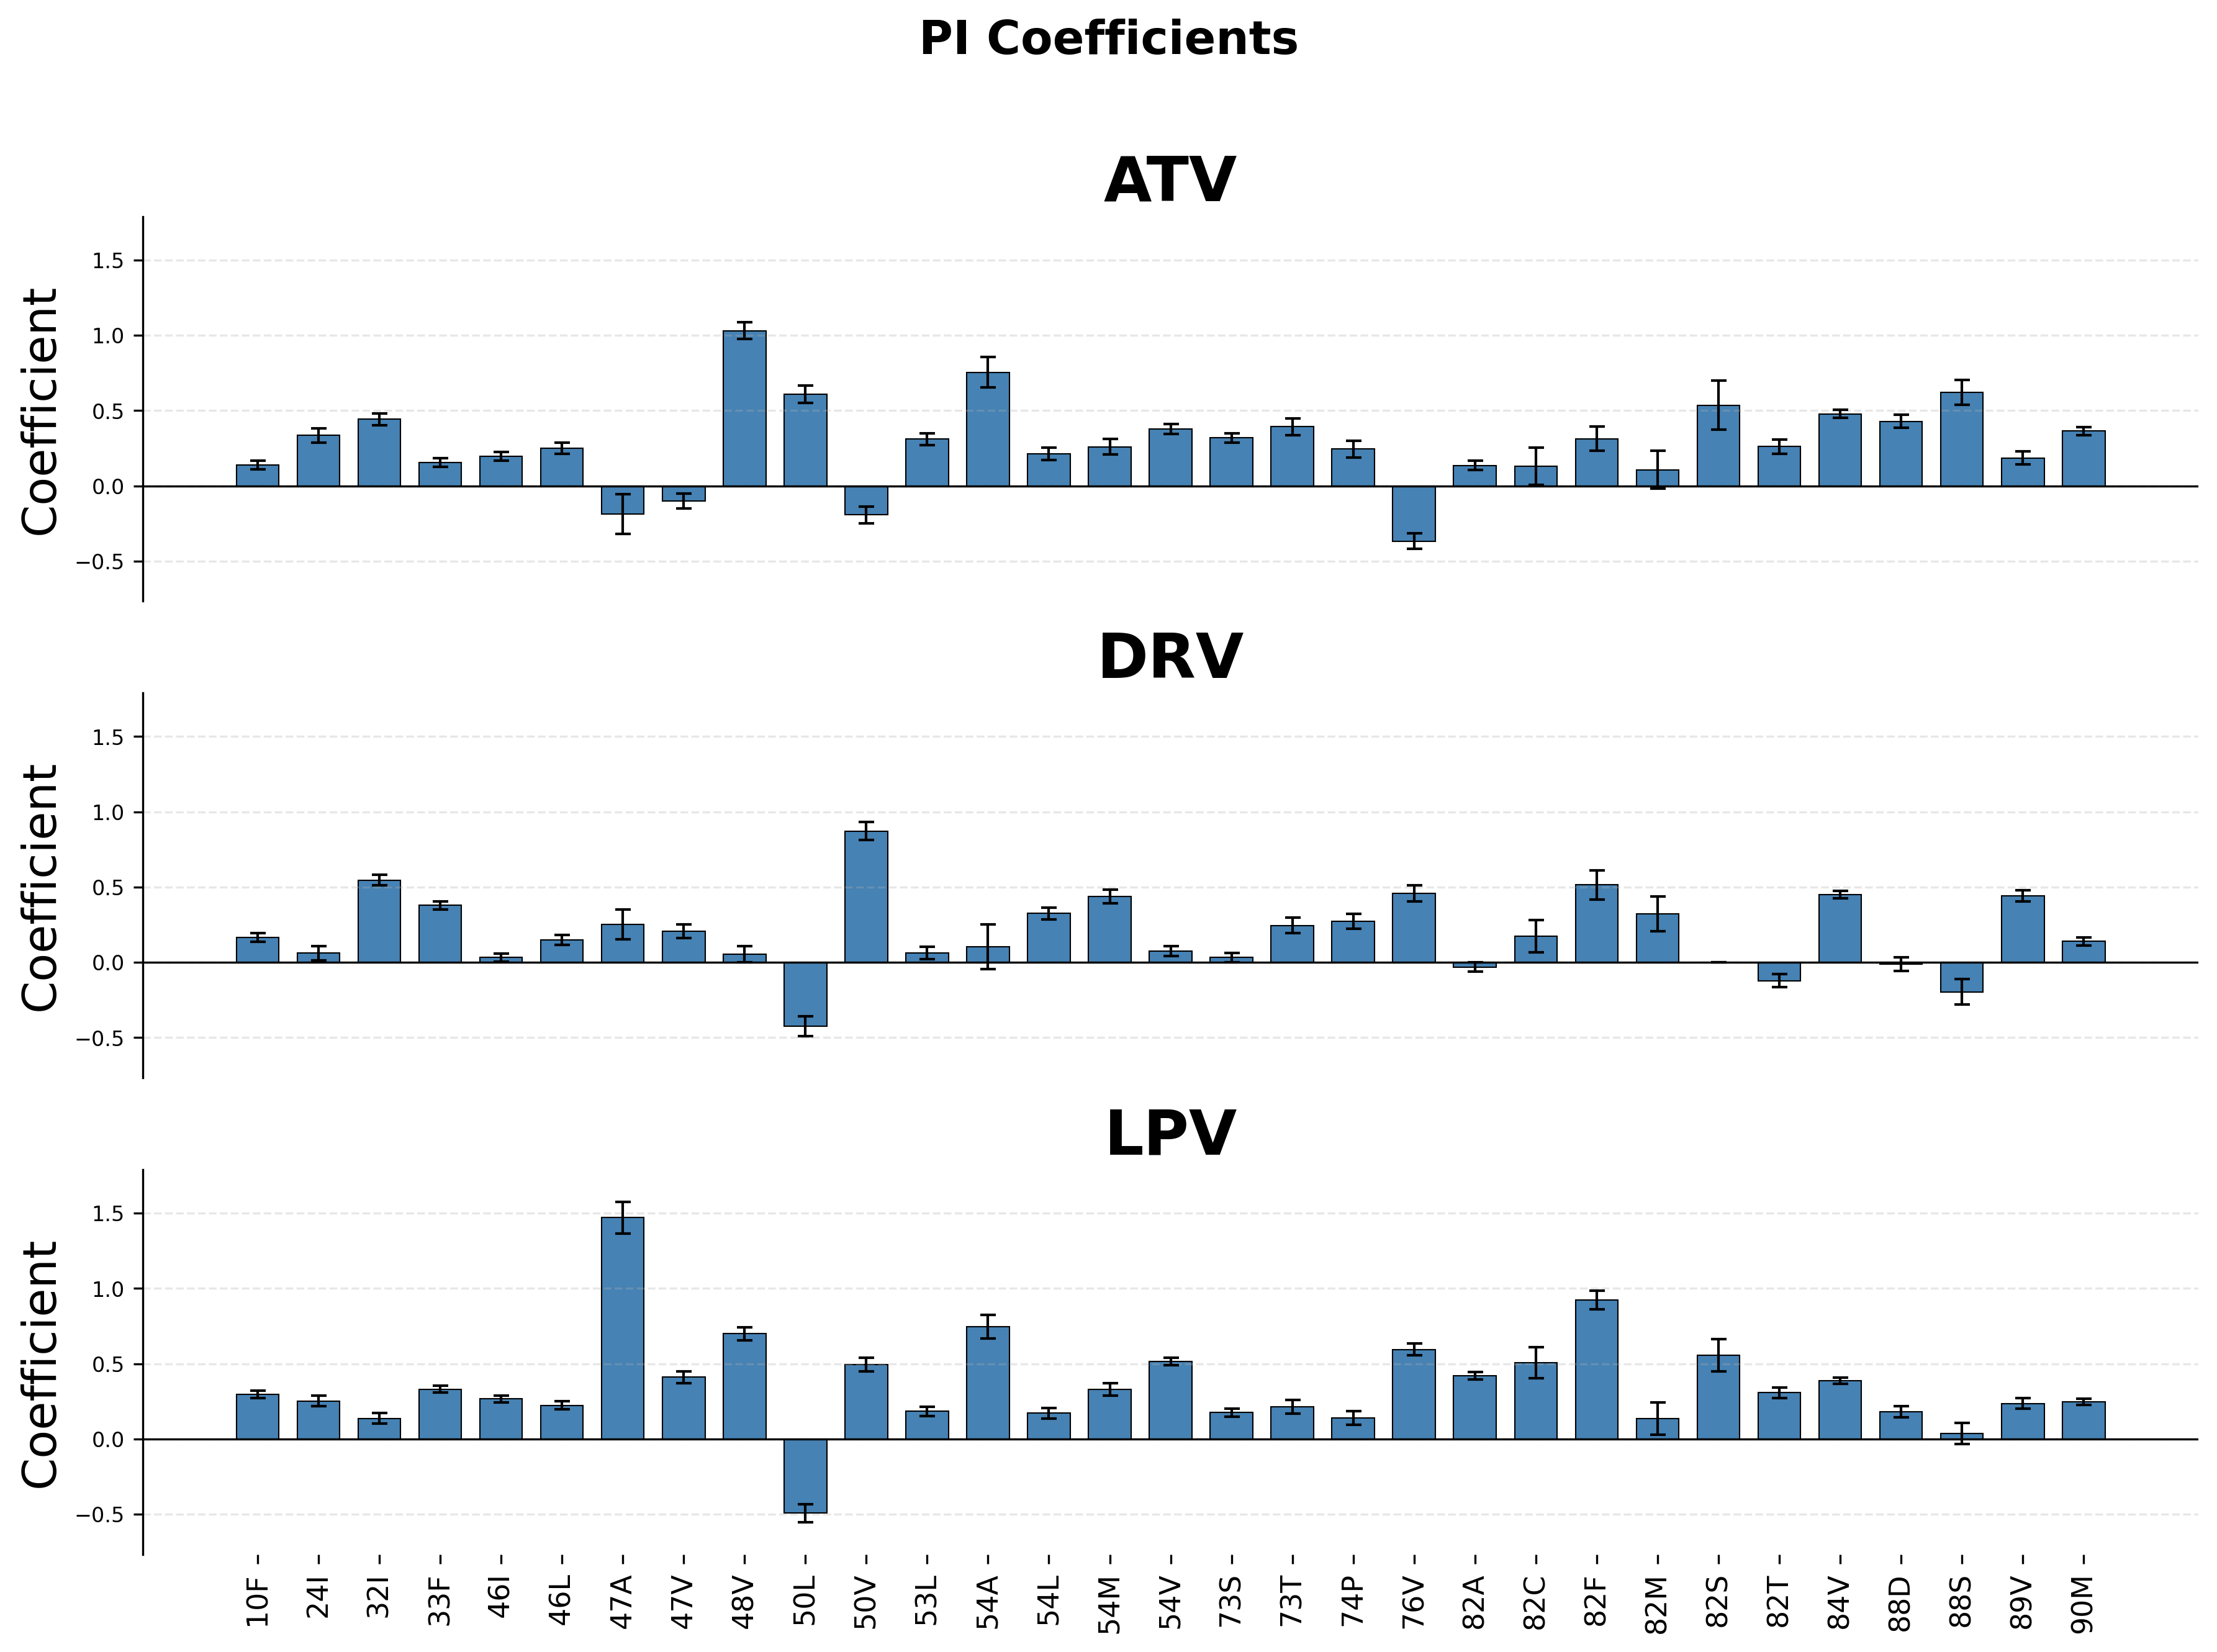 PI Coefficients
ATV
Coefficient
1.5
1.0
0.5
0.0
−0.5
DRV
Coefficient
1.5
1.0
0.5
0.0
−0.5
LPV
Coefficient
1.5
1.0
0.5
0.0
−0.5
10F
24I
32I
33F
46I
46L
47A
47V
48V
50L
50V
53L
54A
54L
54M
54V
73S
73T
74P
76V
82A
82C
82F
82M
82S
82T
84V
88D
88S
89V
90M